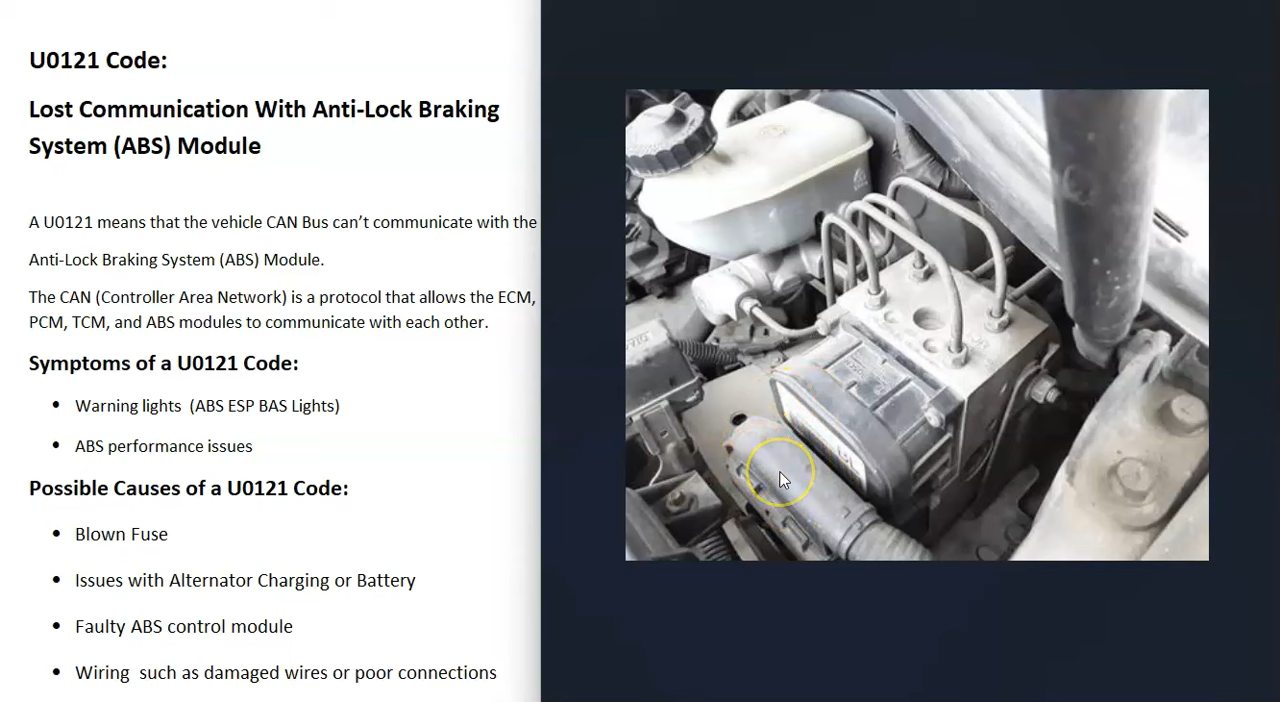 U0121 Code:
Lost Communication With Anti-Lock Braking
System (ABS) Module
A U0121 means that the vehicle CAN Bus can’t communicate with the
Anti-Lock Braking System (ABS) Module.
The CAN (Controller Area Network) is a protocol that allows the ECM,
PCM, TCM, and ABS modules to communicate with each other.
Symptoms of a U0121 Code:
• Warning lights  (ABS ESP BAS Lights)
• ABS performance issues
Possible Causes of a U0121 Code:
• Blown Fuse
• Issues with Alternator Charging or Battery
• Faulty ABS control module
• Wiring  such as damaged wires or poor connections